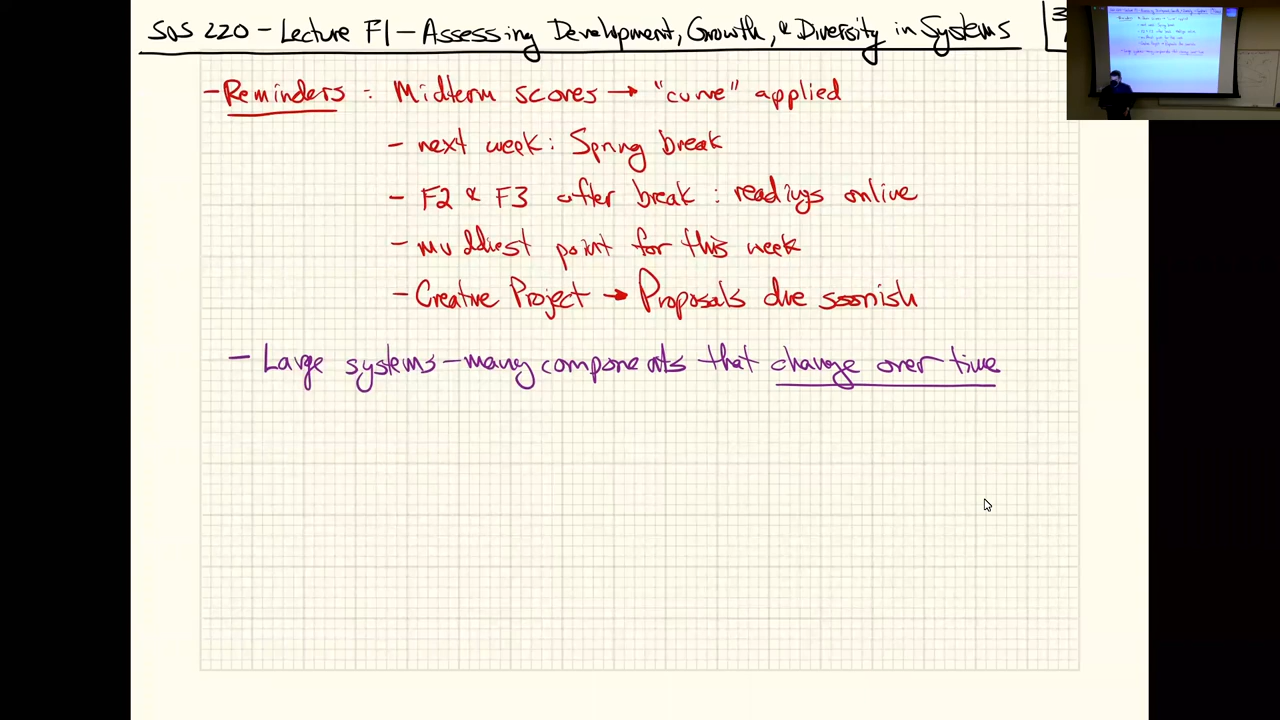 SOS 220 - Lecture F1 - Assessing Development, Growth, & Diversity in Systems
- Reminders : Midterm scores → "curve" applied
- next week: Spring break
- F2 & F3 after break : readings online
- muddiest point for this week
- Creative Project → Proposals due soonish
- Large systems - many components that change over time